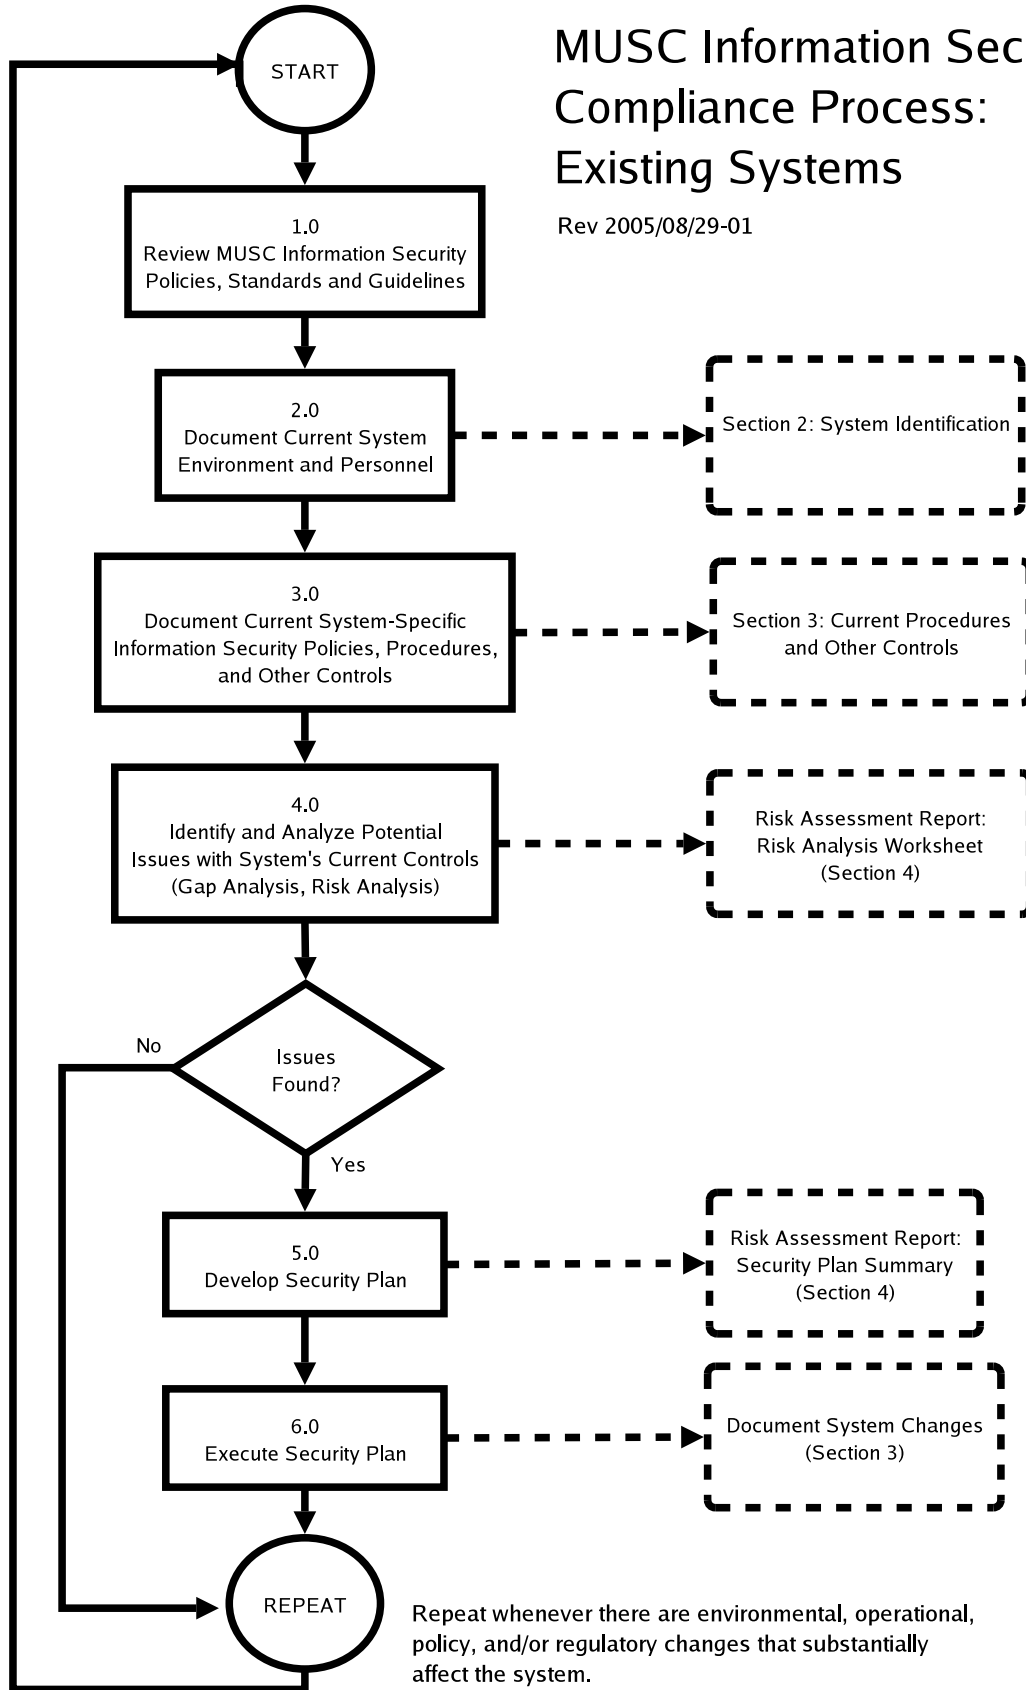 MUSC Information Sec
Compliance Process:
Existing Systems
Rev 2005/08/29-01
START
1.0
Review MUSC Information Security
Policies, Standards and Guidelines
2.0
Document Current System
Environment and Personnel
Section 2: System Identification
3.0
Document Current System-Specific
Information Security Policies, Procedures,
and Other Controls
Section 3: Current Procedures
and Other Controls
4.0
Identify and Analyze Potential
Issues with System's Current Controls
(Gap Analysis, Risk Analysis)
Risk Assessment Report:
Risk Analysis Worksheet
(Section 4)
No
Issues
Found?
Yes
5.0
Develop Security Plan
Risk Assessment Report:
Security Plan Summary
(Section 4)
6.0
Execute Security Plan
Document System Changes
(Section 3)
REPEAT
Repeat whenever there are environmental, operational,
policy, and/or regulatory changes that substantially
affect the system.